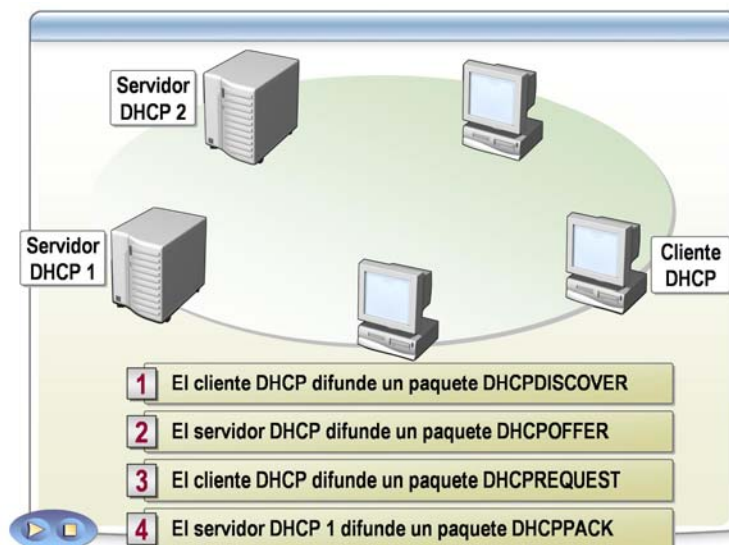 Servidor
DHCP 2
Servidor
DHCP 1
Cliente
DHCP
1 El cliente DHCP difunde un paquete DHCPDISCOVER
2 El servidor DHCP difunde un paquete DHCPOFFER
3 El cliente DHCP difunde un paquete DHCPREQUEST
4 El servidor DHCP 1 difunde un paquete DHCPPACK